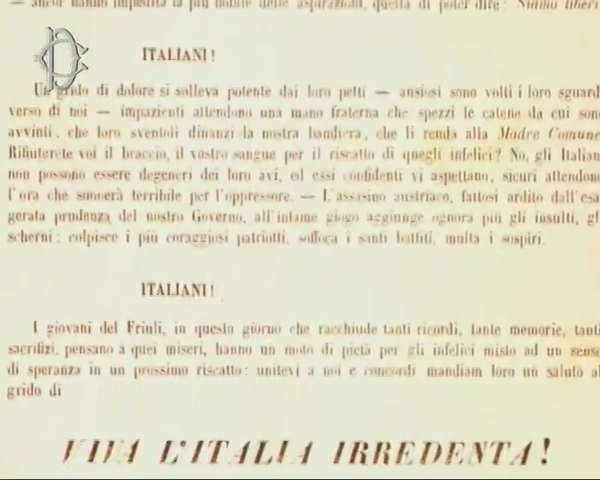 — ancor hanno impedita la più nobile delle aspirazioni, quella di poter dire: Siamo liberi
ITALIANI!
Un grido di dolore si solleva potente dai loro petti — ansiosi sono volti i loro sguard
verso di noi — impazienti attendono una mano fraterna che spezzi le catene da cui sono
avvinti, che loro sventoli dinanzi la nostra bandiera, che li renda alla Madre Comune
Rifiuterete voi il braccio, il vostro sangue per il riscatto di quegli infelici? No, gli Italian
non possono essere degeneri dei loro avi, ed essi confidenti vi aspettano, sicuri attendono
l'ora che suonerà terribile per l'oppressore. — L'assasino austriaco, fattosi ardito dall'esa
gerata prudenza del nostro Governo, all'infame giogo aggiunge ognora più gli insulti, gl
scherni: colpisce i più coraggiosi patriotti, soffoca i santi battiti, multa i sospiri.
ITALIANI!
I giovani del Friuli, in questo giorno che racchiude tanti ricordi, tante memorie, tanti
sacrifizi, pensano a quei miseri, hanno un moto di pietà per gli infelici misto ad un senso
di speranza in un prossimo riscatto: unitevi a noi e concordi mandiam loro un saluto al
grido di
VIVA L'ITALIA IRREDENTA!